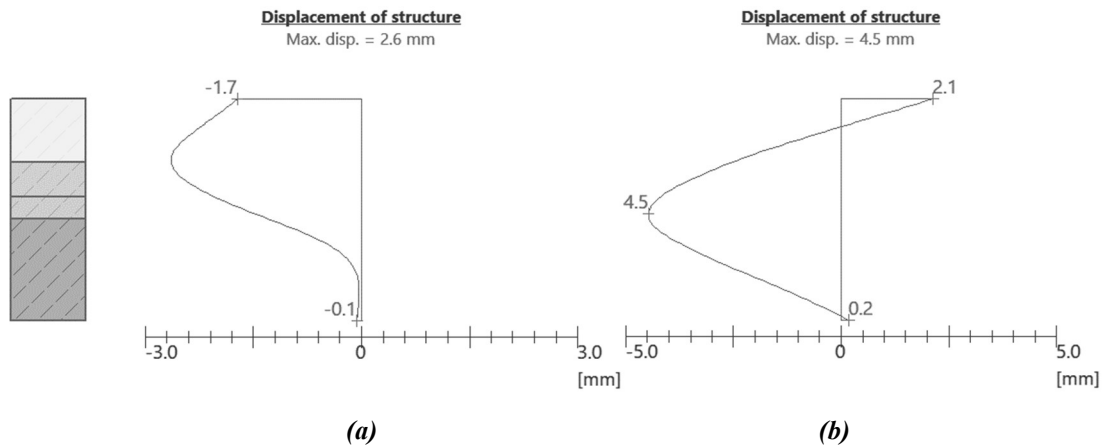 Displacement of structure
Max. disp. = 2.6 mm
-1.7
-0.1
-3.0 0 3.0
[mm]
(a)
Displacement of structure
Max. disp. = 4.5 mm
2.1
4.5
0.2
-5.0 0 5.0
[mm]
(b)